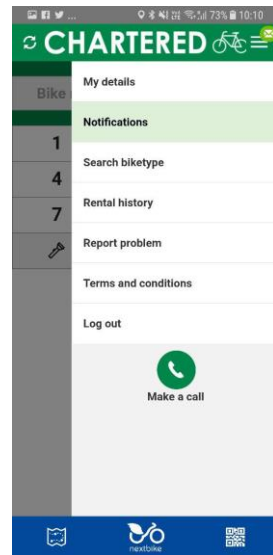 ... 73% 10:10
CHARTERED
My details
Bike
Notifications
1
Search biketype
4
Rental history
7
Report problem
Terms and conditions
Log out
Make a call
nextbike